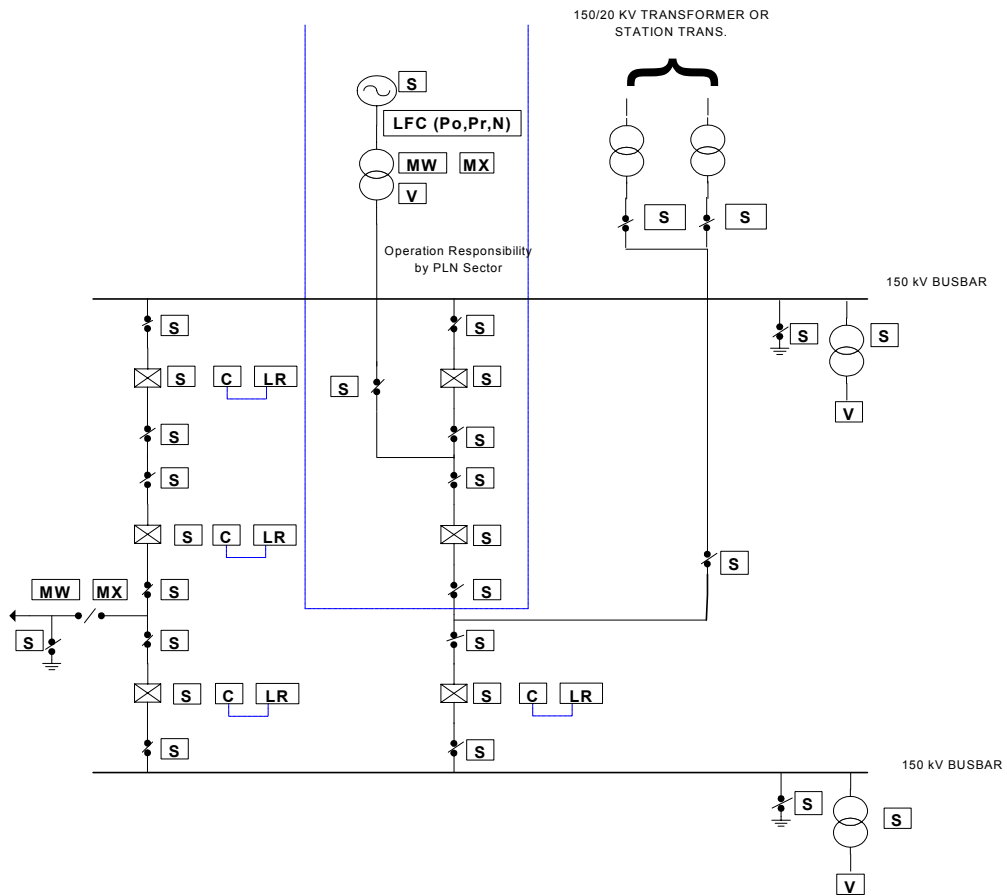 150/20 KV TRANSFORMER OR
STATION TRANS.
S
LFC (Po,Pr,N)
MW MX
V
S S
Operation Responsibility
by PLN Sector
150 kV BUSBAR
S S S S
S C LR S S
V
S S
S S
S C LR S
S
MW MX S S
S S S
S C LR S C LR
S S
150 kV BUSBAR
S S
V